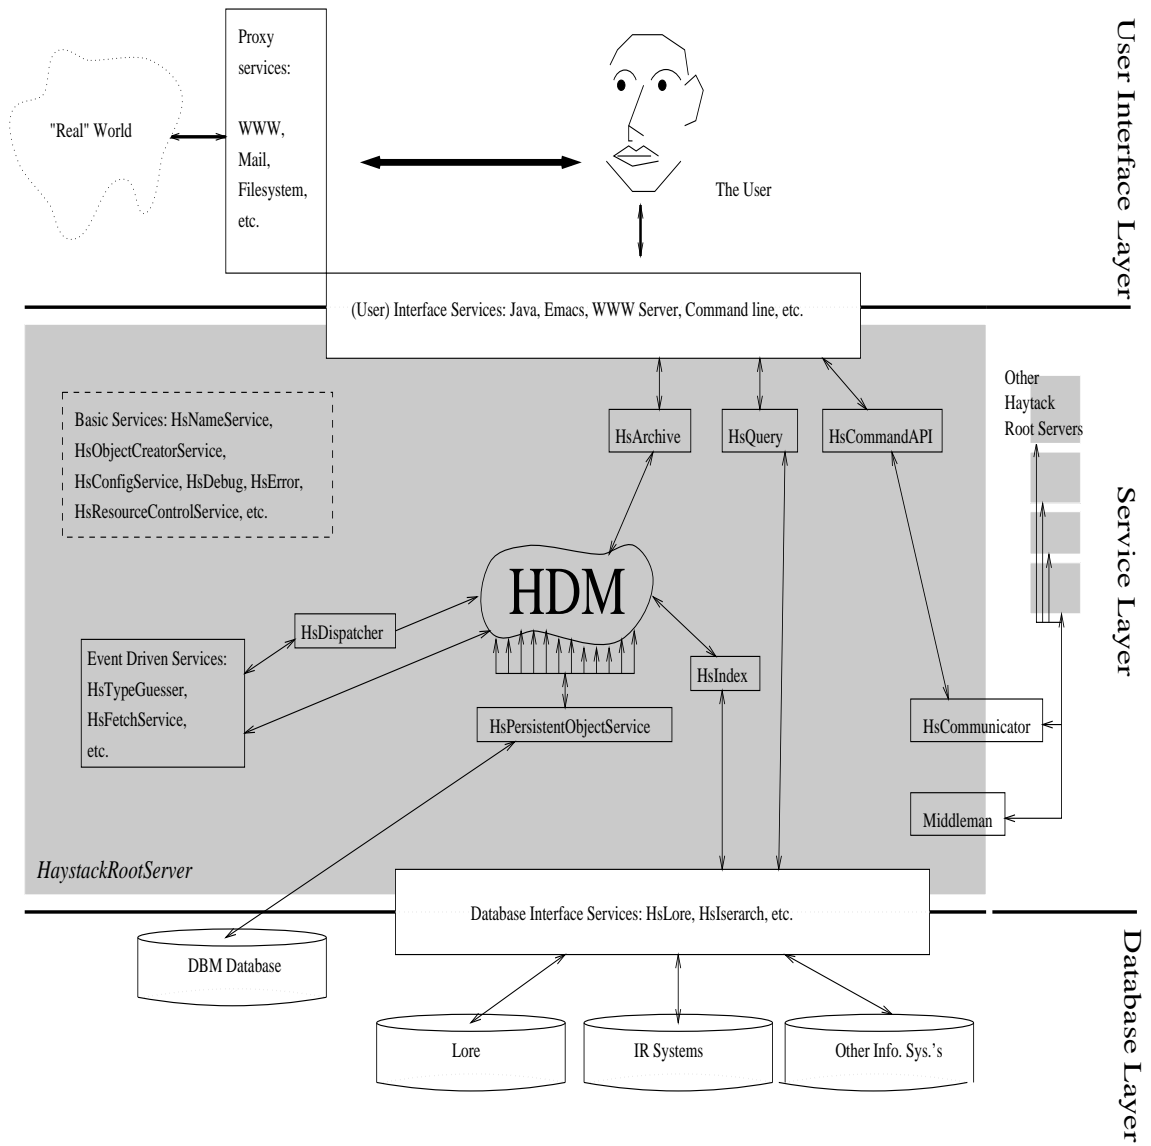 Proxy
services:
WWW,
Mail,
Filesystem,
etc.
"Real" World
The User
User Interface Layer
(User) Interface Services: Java, Emacs, WWW Server, Command line, etc.
Other
Haytack
Root Servers
Basic Services: HsNameService,
HsObjectCreatorService,
HsConfigService, HsDebug, HsError,
HsResourceControlService, etc.
HsArchive
HsQuery
HsCommandAPI
Service Layer
HDM
HsDispatcher
Event Driven Services:
HsTypeGuesser,
HsFetchService,
etc.
HsIndex
HsPersistentObjectService
HsCommunicator
Middleman
HaystackRootServer
Database Interface Services: HsLore, HsIserarch, etc.
Database Layer
DBM Database
Lore
IR Systems
Other Info. Sys.'s